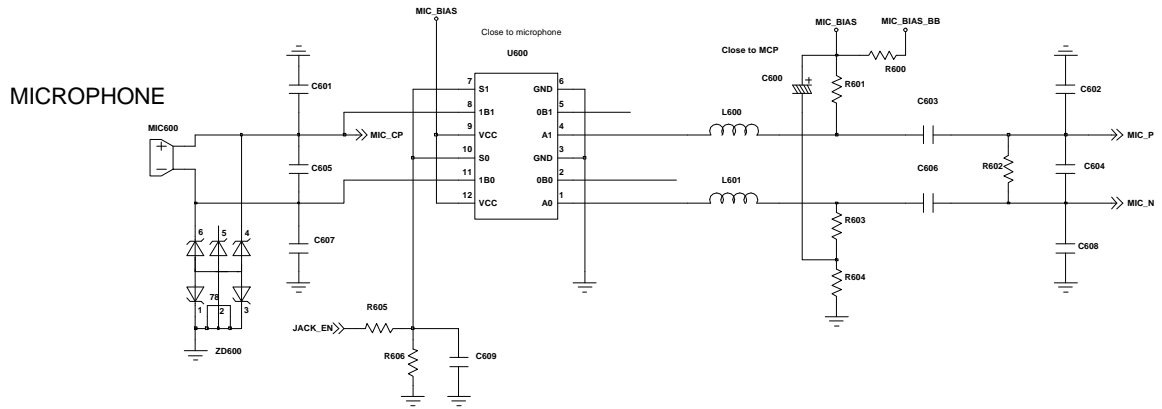 MIC_BIAS
MIC_BIAS
MIC_BIAS_BB
Close to microphone
U600
Close to MCP
C600
+
R600
R601
MICROPHONE
C601
7
S1
GND
6
8
1B1
0B1
5
9
VCC
A1
4
10
S0
GND
3
11
1B0
0B0
2
12
VCC
A0
1
MIC600
+
-
MIC_CP
C605
C607
L600
L601
C603
C606
C602
R602
C604
C608
MIC_P
MIC_N
R603
R604
6
5
4
78
1
2
3
ZD600
JACK_EN
R605
R606
C609